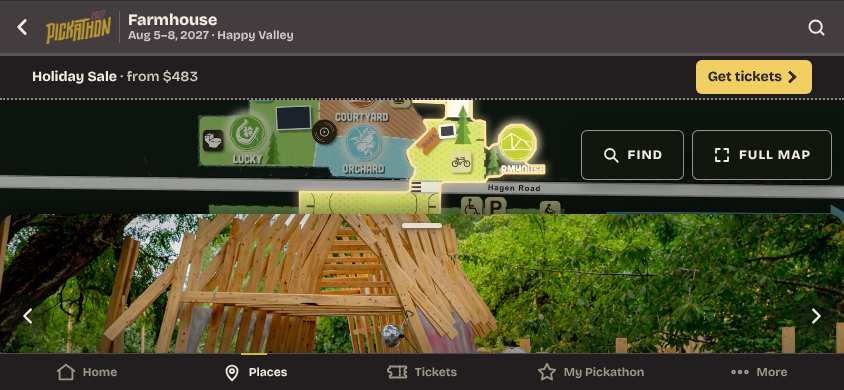 PICKATHON
Farmhouse
Aug 5–8, 2027 · Happy Valley
Holiday Sale · from $483
Get tickets
COURTYARD
LUCKY
ORCHARD
FIND
FULL MAP
Hagen Road
P
Home
Places
Tickets
My Pickathon
More